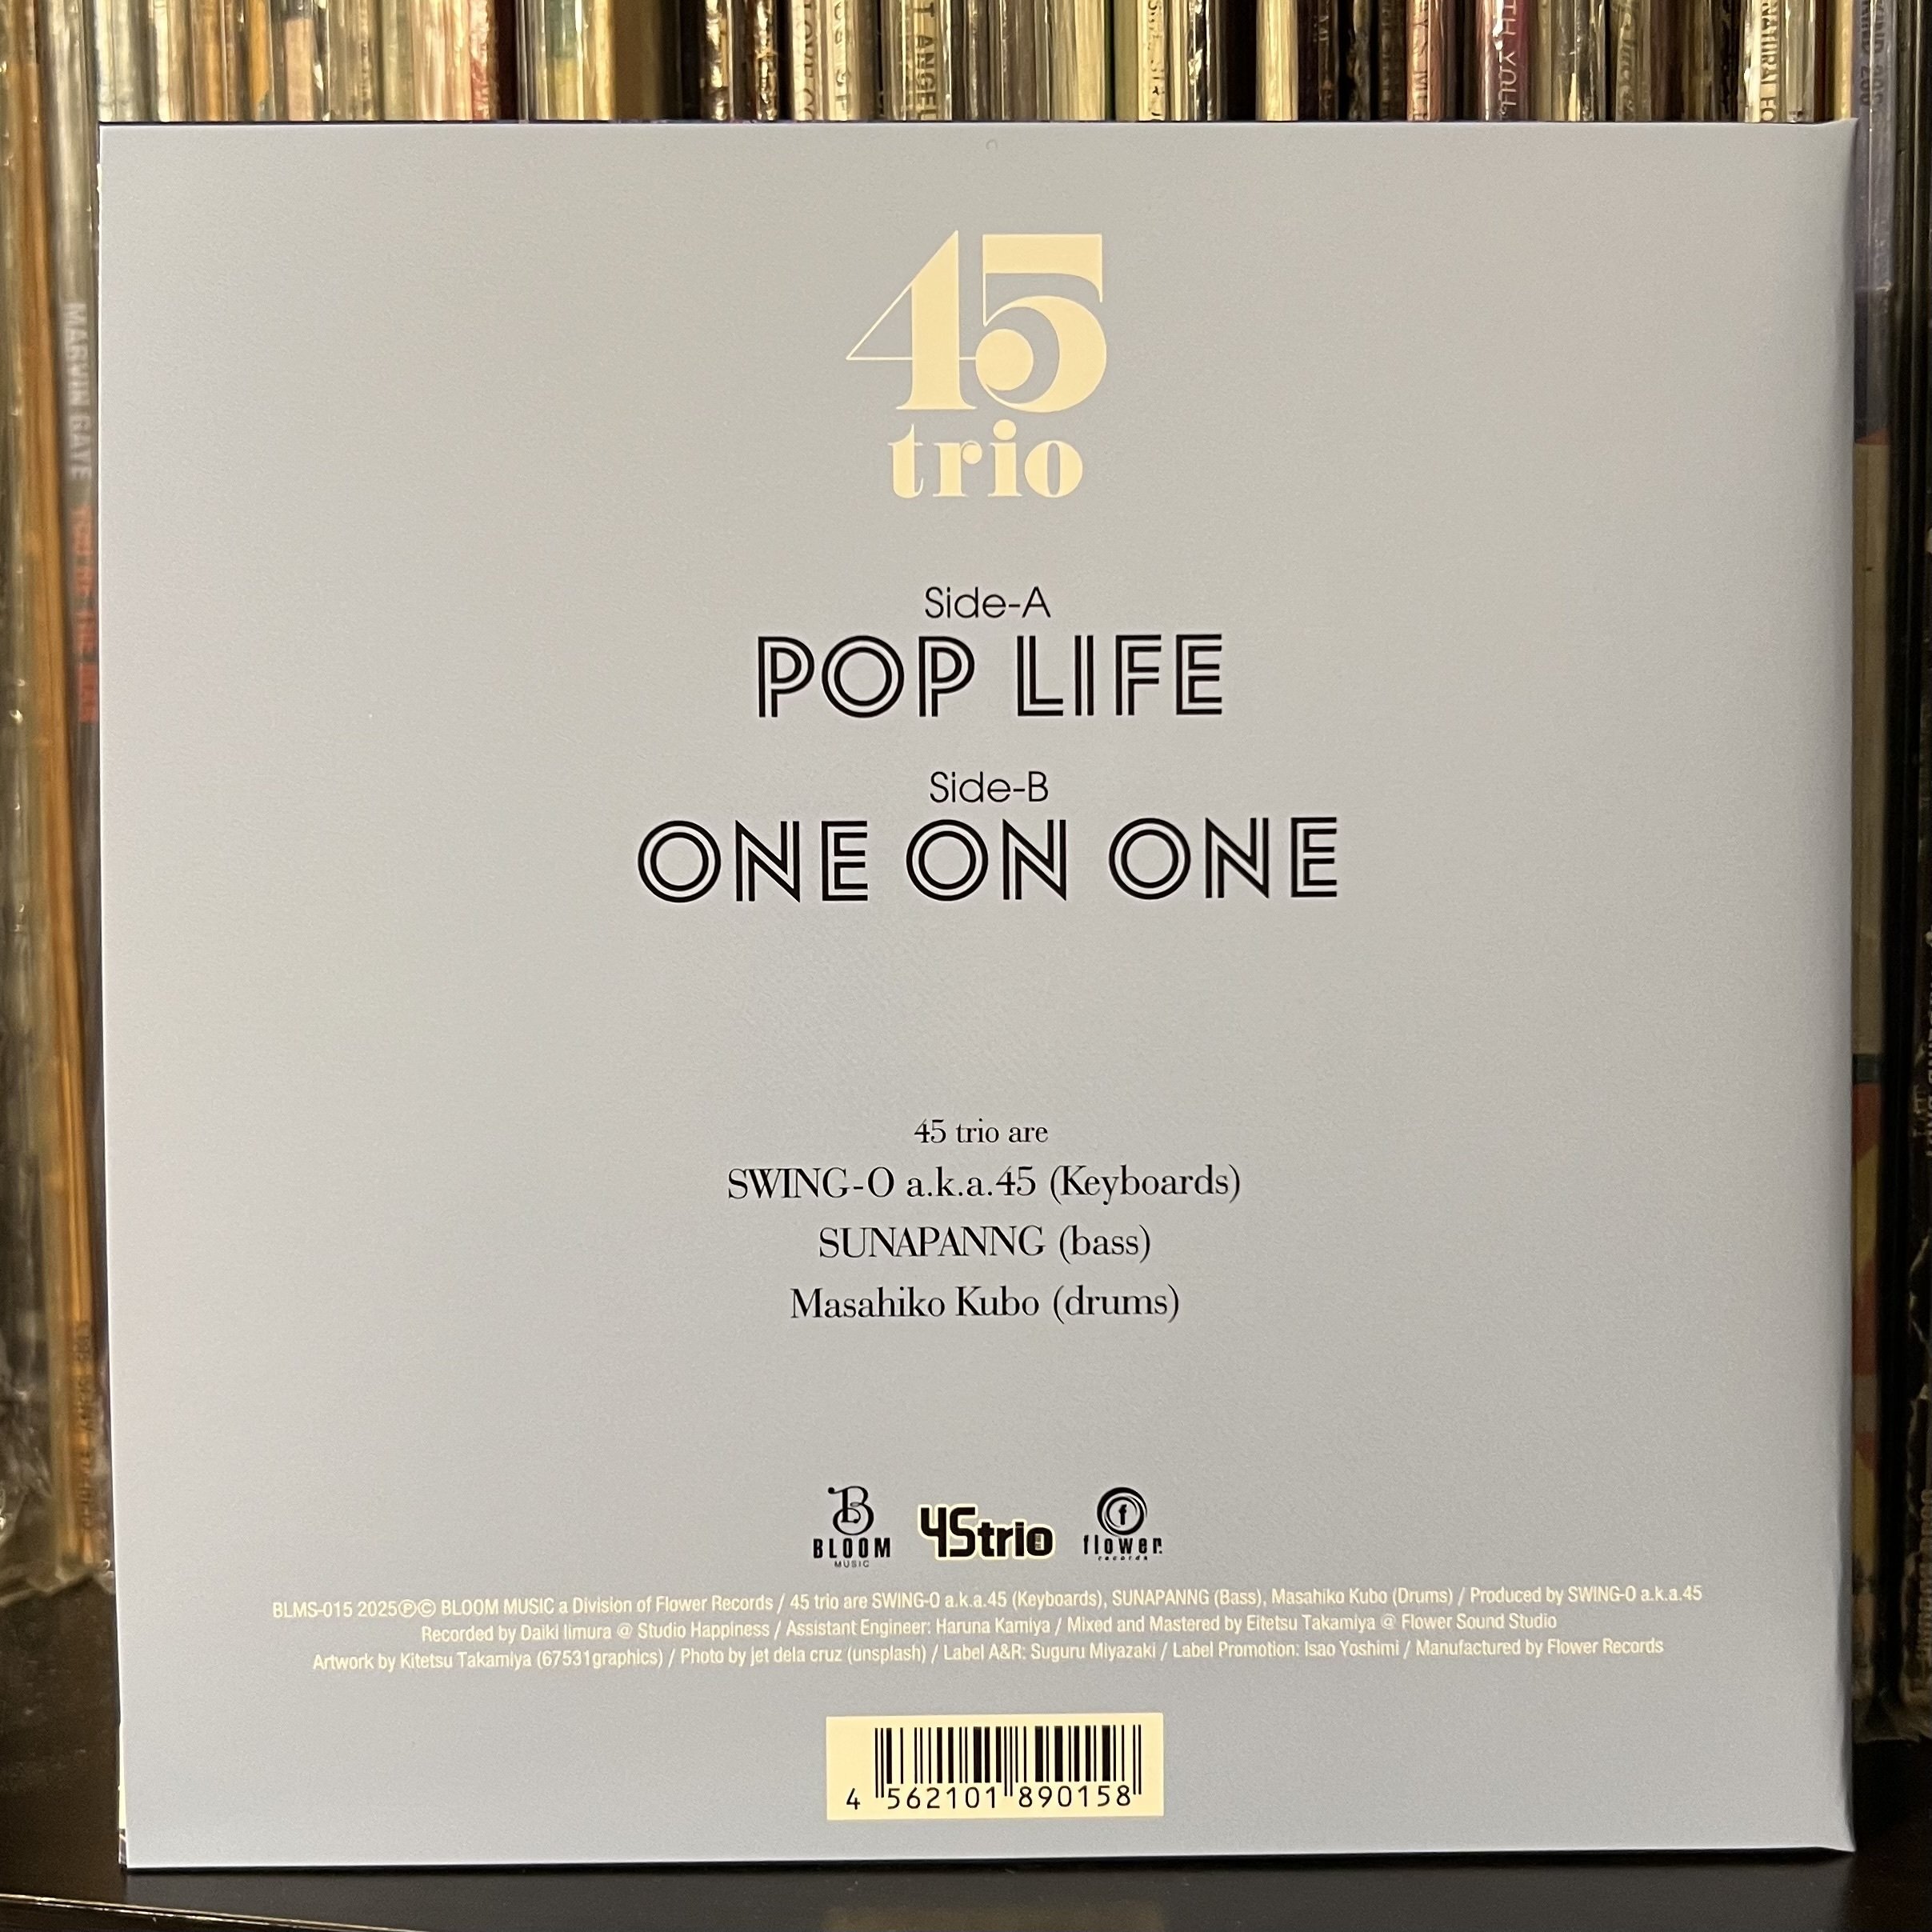 MARVIN GAYE
45
trio
Side-A
POP LIFE
Side-B
ONE ON ONE
45 trio are
SWING-O a.k.a.45 (Keyboards)
SUNAPANNG (bass)
Masahiko Kubo (drums)
B
BLOOM
MUSIC
45trio
f
flower
records
BLMS-015 2025ⓅⒸ BLOOM MUSIC a Division of Flower Records / 45 trio are SWING-O a.k.a.45 (Keyboards), SUNAPANNG (Bass), Masahiko Kubo (Drums) / Produced by SWING-O a.k.a.45
Recorded by Daiki Iimura @ Studio Happiness / Assistant Engineer: Haruna Kamiya / Mixed and Mastered by Eitetsu Takamiya @ Flower Sound Studio
Artwork by Kitetsu Takamiya (67531graphics) / Photo by jet dela cruz (unsplash) / Label A&R: Suguru Miyazaki / Label Promotion: Isao Yoshimi / Manufactured by Flower Records
4 562101 890158